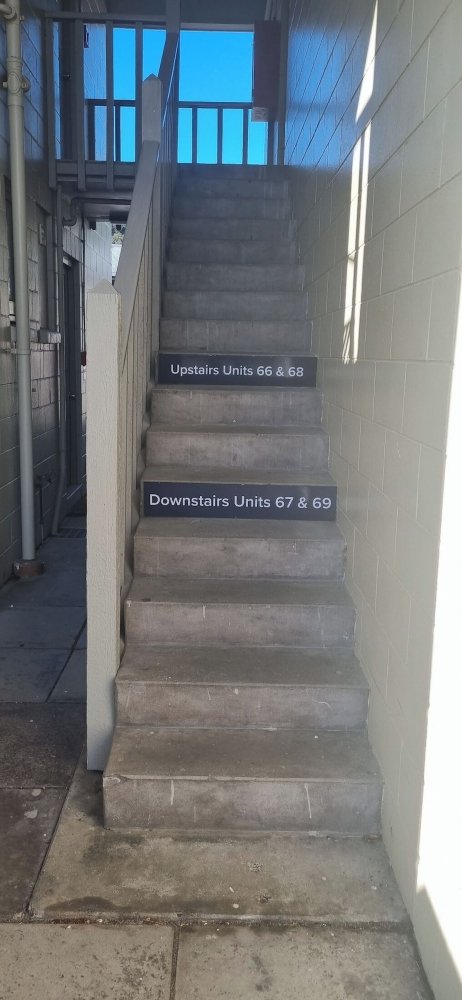 Upstairs Units 66 & 68
Downstairs Units 67 & 69